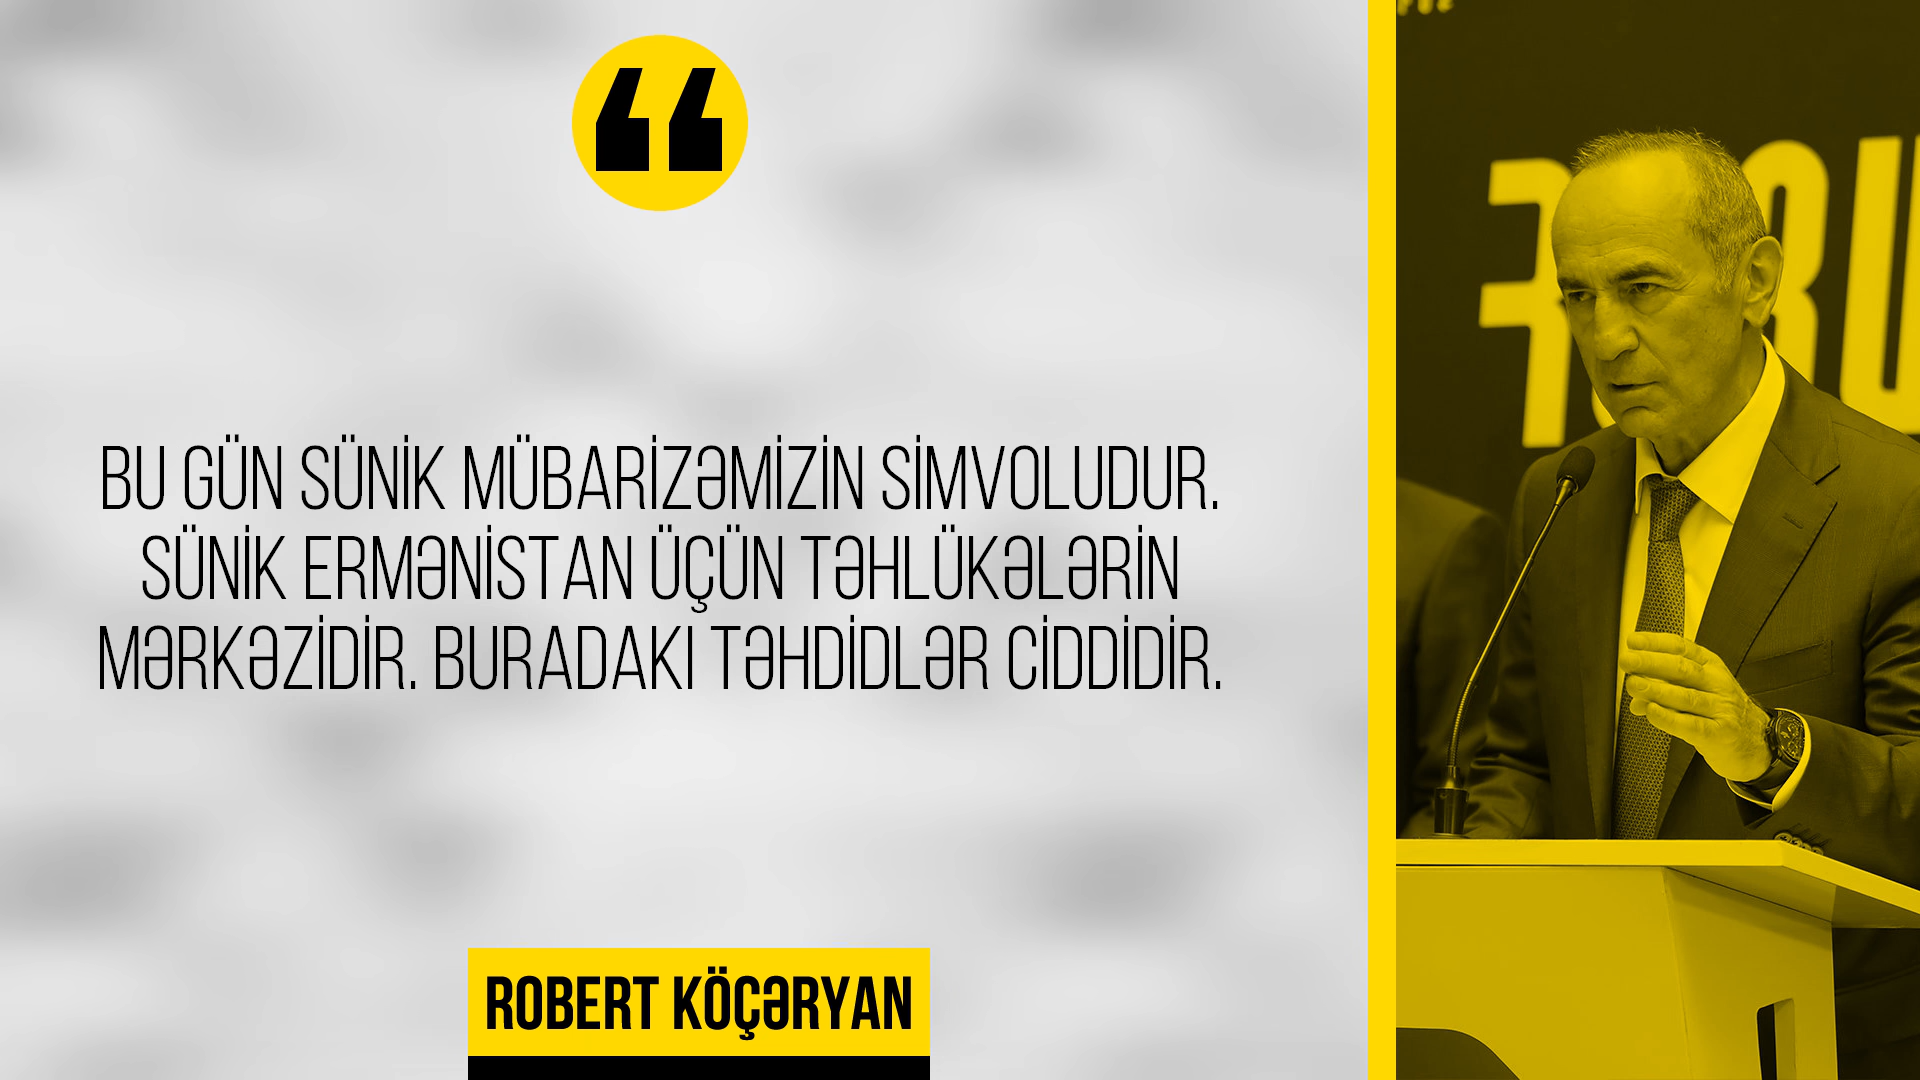 BU GÜN SÜNİK MÜBARİZƏMİZİN SİMVOLUDUR.
SÜNİK ERMƏNİSTAN ÜÇÜN TƏHLÜKƏLƏRİN
MƏRKƏZİDİR. BURADAKI TƏHDİDLƏR CİDDİDİR.
ROBERT KÖÇƏRYAN